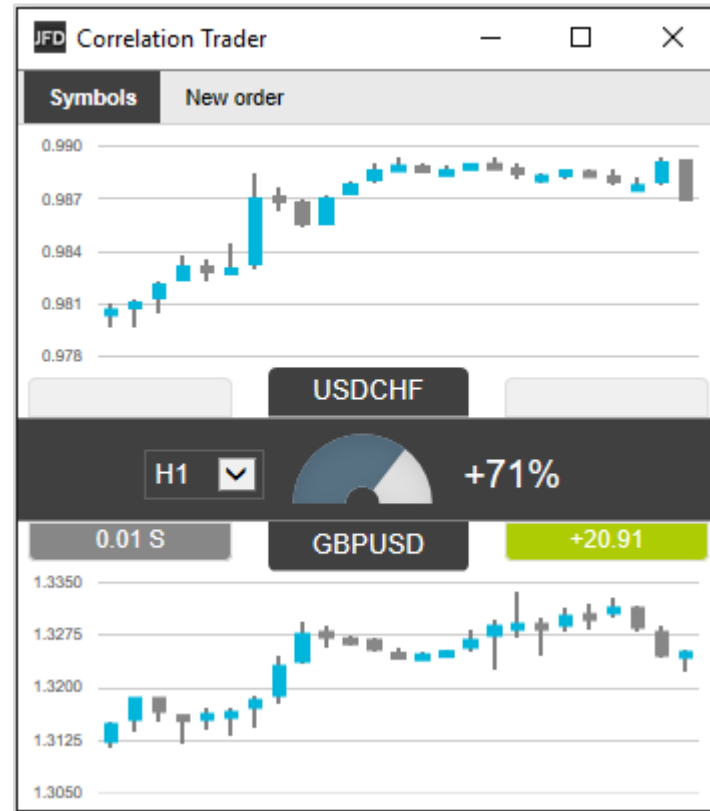 JFD Correlation Trader
Symbols New order
0.990
0.987
0.984
0.981
0.978
USDCHF
H1 +71%
0.01 S GBPUSD +20.91
1.3350
1.3275
1.3200
1.3125
1.3050